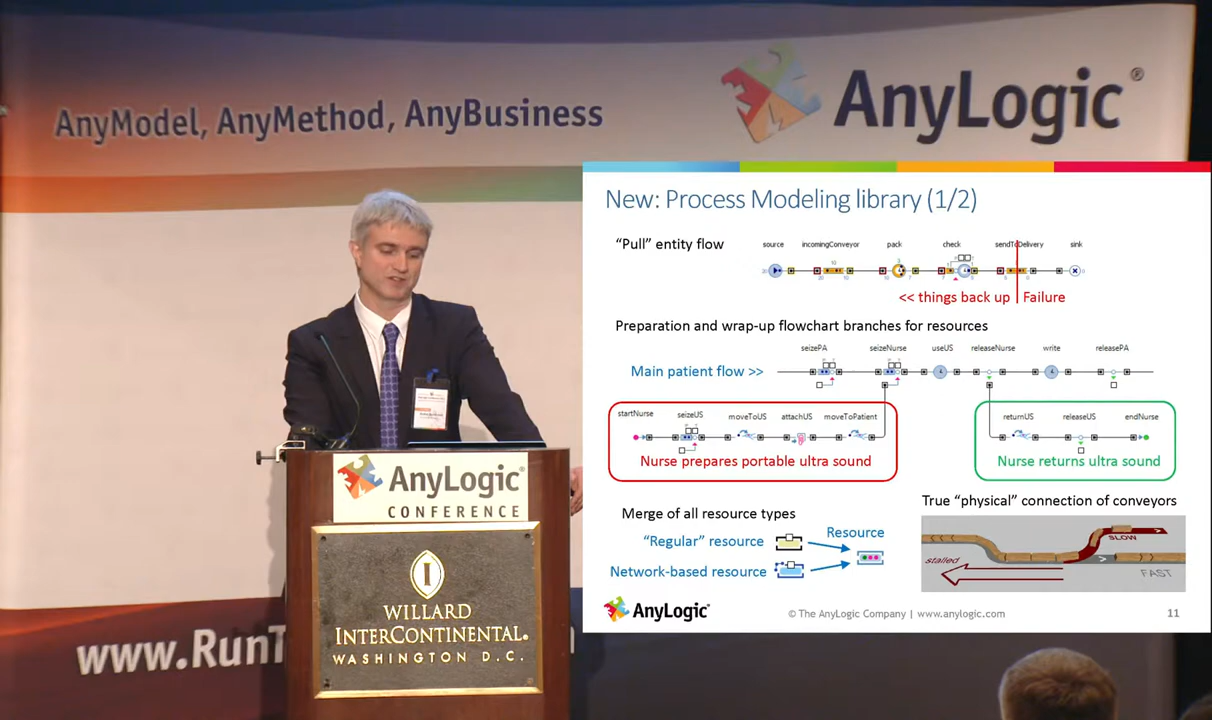 AnyModel, AnyMethod, AnyBusiness
AnyLogic®
New: Process Modeling library (1/2)
“Pull” entity flow
source incomingConveyor pack check sendToDelivery sink
<< things back up Failure
Preparation and wrap-up flowchart branches for resources
seizePA seizeNurse useUS releaseNurse write releasePA
Main patient flow >>
startNurse seizeUS moveToUS attachUS moveToPatient
Nurse prepares portable ultra sound
returnUS releaseUS endNurse
Nurse returns ultra sound
Merge of all resource types
“Regular” resource
Resource
Network-based resource
True “physical” connection of conveyors
SLOW
stalled
FAST
AnyLogic®
© The AnyLogic Company | www.anylogic.com
11
AnyLogic®
CONFERENCE
WILLARD
INTERCONTINENTAL.
WASHINGTON D.C.
www.RunT